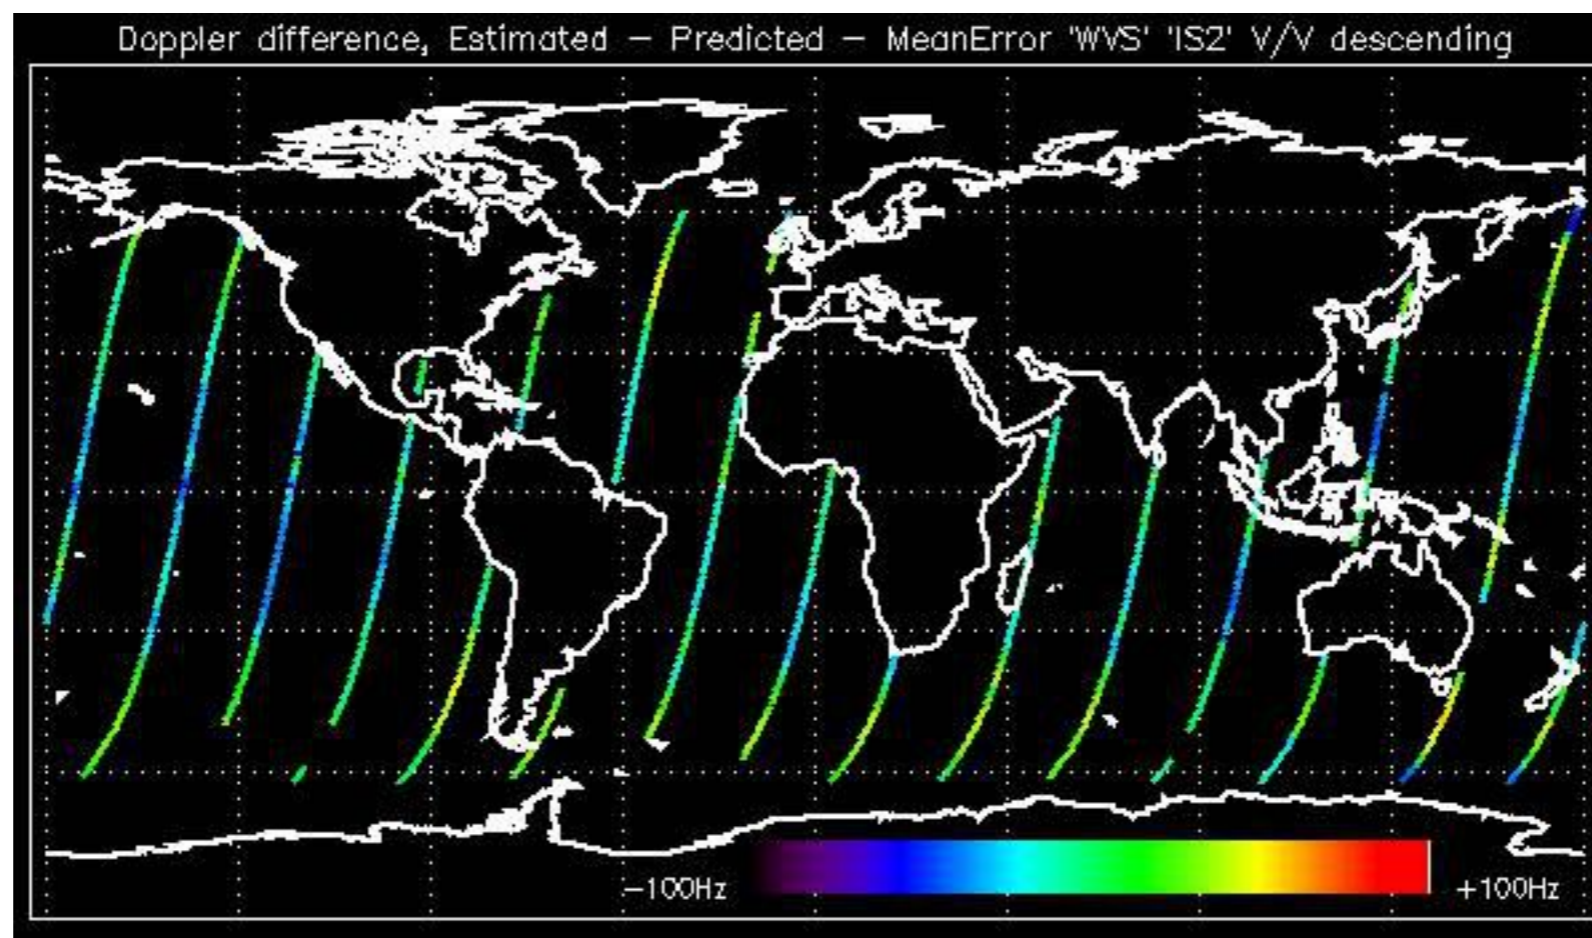 Doppler difference, Estimated – Predicted – MeanError 'WVS' 'IS2' V/V descending
-100Hz +100Hz